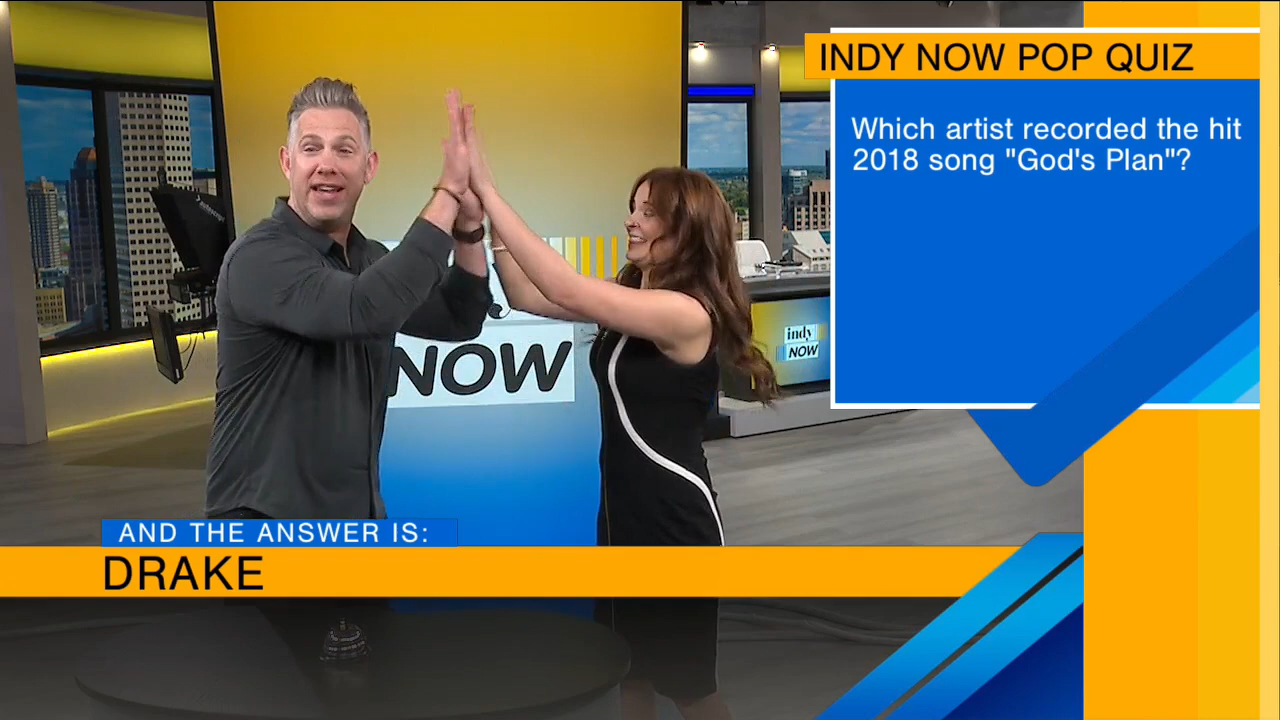 INDY NOW POP QUIZ
Which artist recorded the hit
2018 song "God's Plan"?
indy
NOW
NOW
AND THE ANSWER IS:
DRAKE